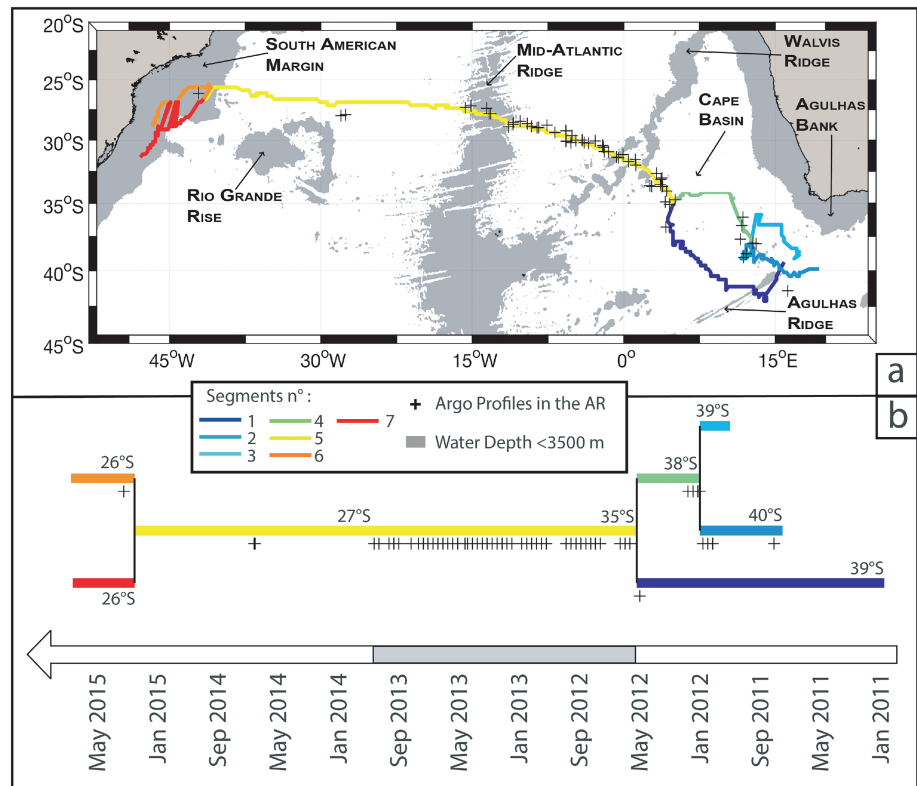 20°S
25°S
30°S
35°S
40°S
45°S
South American
Margin
Mid-Atlantic
Ridge
Walvis
Ridge
Cape
Basin
Agulhas
Bank
Rio Grande
Rise
Agulhas
Ridge
45°W
30°W
15°W
0°
15°E
a
Segments n° :
1
2
3
4
5
6
7
+ Argo Profiles in the AR
Water Depth <3500 m
b
39°S
26°S
38°S
27°S
35°S
40°S
26°S
39°S
May 2015
Jan 2015
Sep 2014
May 2014
Jan 2014
Sep 2013
May 2013
Jan 2013
Sep 2012
May 2012
Jan 2012
Sep 2011
Jan 2011